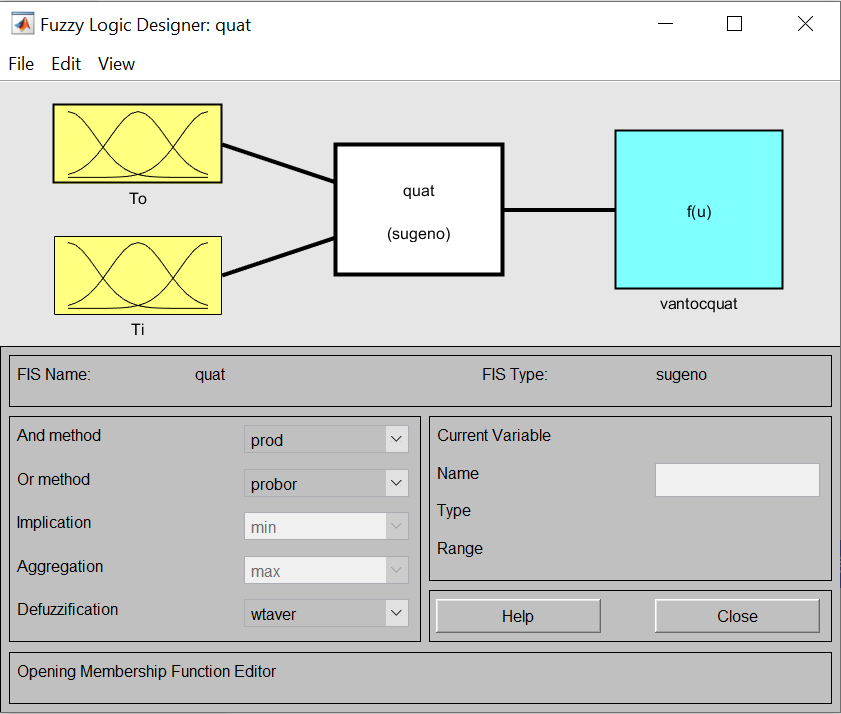 Fuzzy Logic Designer: quat
File Edit View
To
Ti
quat
(sugeno)
f(u)
vantocquat
FIS Name: quat FIS Type: sugeno
And method prod
Or method probor
Implication min
Aggregation max
Defuzzification wtaver
Current Variable
Name
Type
Range
Help Close
Opening Membership Function Editor